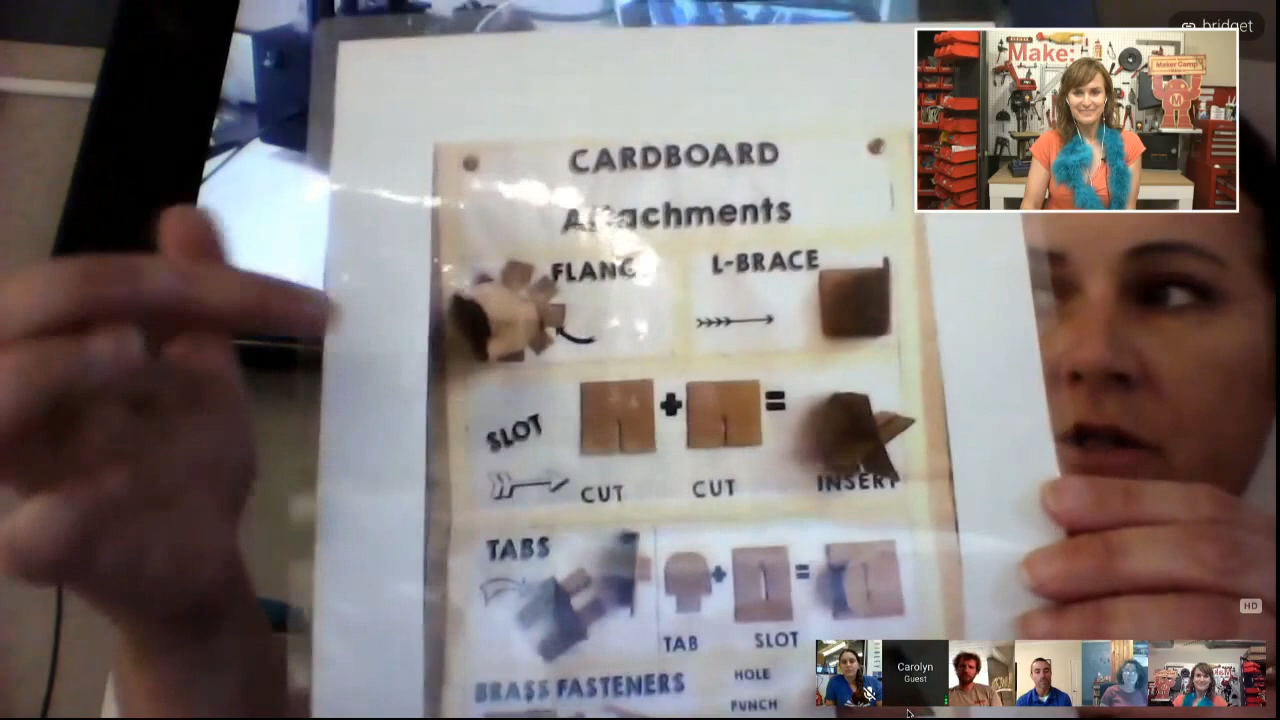 bridget
Make:
Maker Camp
M
CARDBOARD
Attachments
FLANG
L-BRACE
SLOT
+ =
CUT
CUT
INSERT
TABS
+ =
TAB
SLOT
BRASS FASTENERS
HOLE
PUNCH
HD
Carolyn
Guest